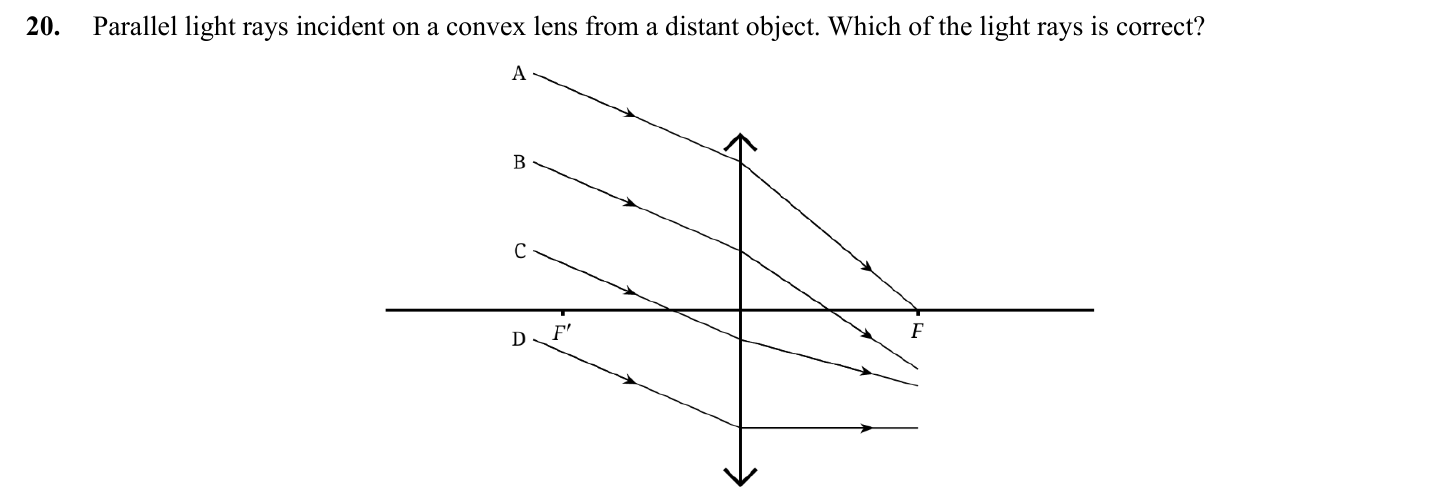 20. Parallel light rays incident on a convex lens from a distant object. Which of the light rays is correct?
A
B
C
D F′ F